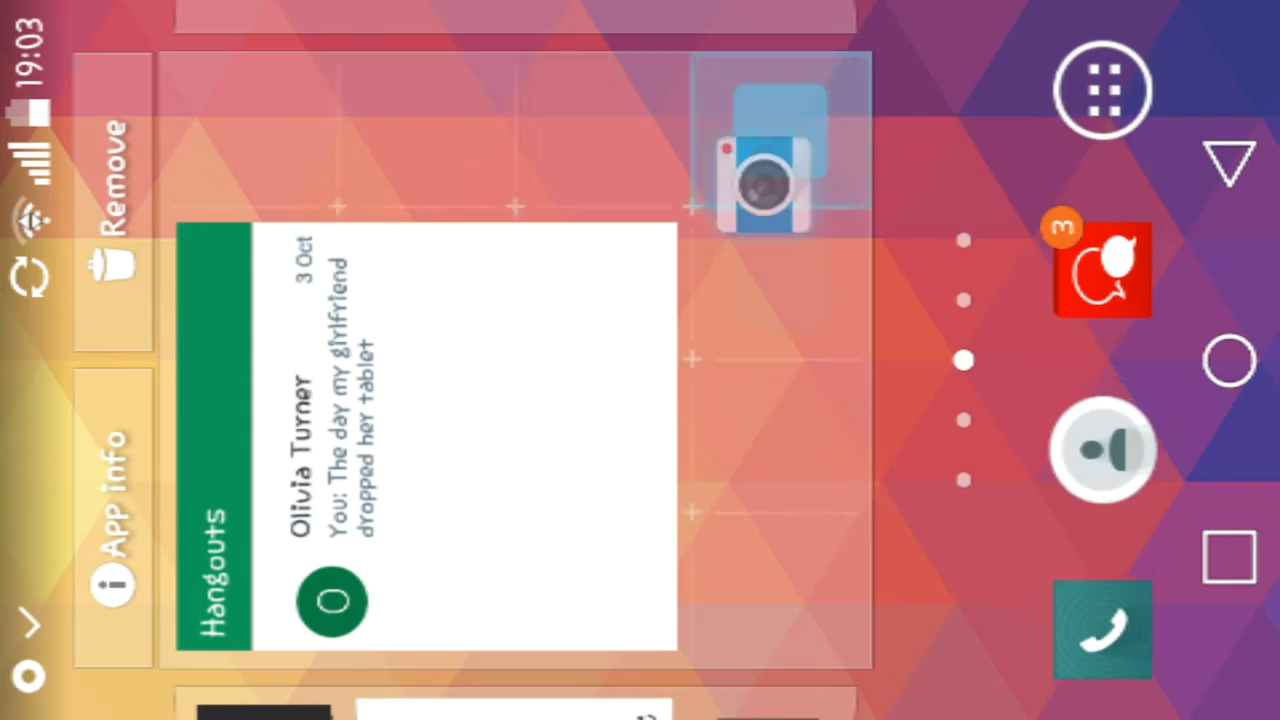 19:03
App info
Remove
Hangouts
Olivia Turner
3 Oct
You: The day my girlfriend
dropped her tablet
O
3